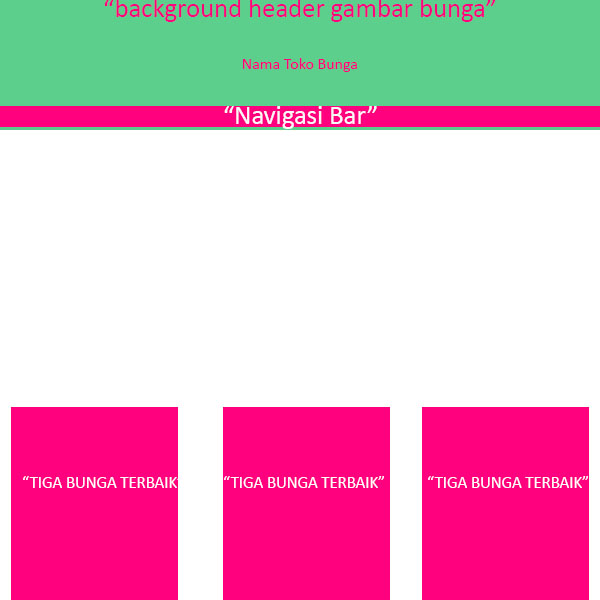 “background header gambar bunga”
Nama Toko Bunga
“Navigasi Bar”
“TIGA BUNGA TERBAIK”
“TIGA BUNGA TERBAIK”
“TIGA BUNGA TERBAIK”